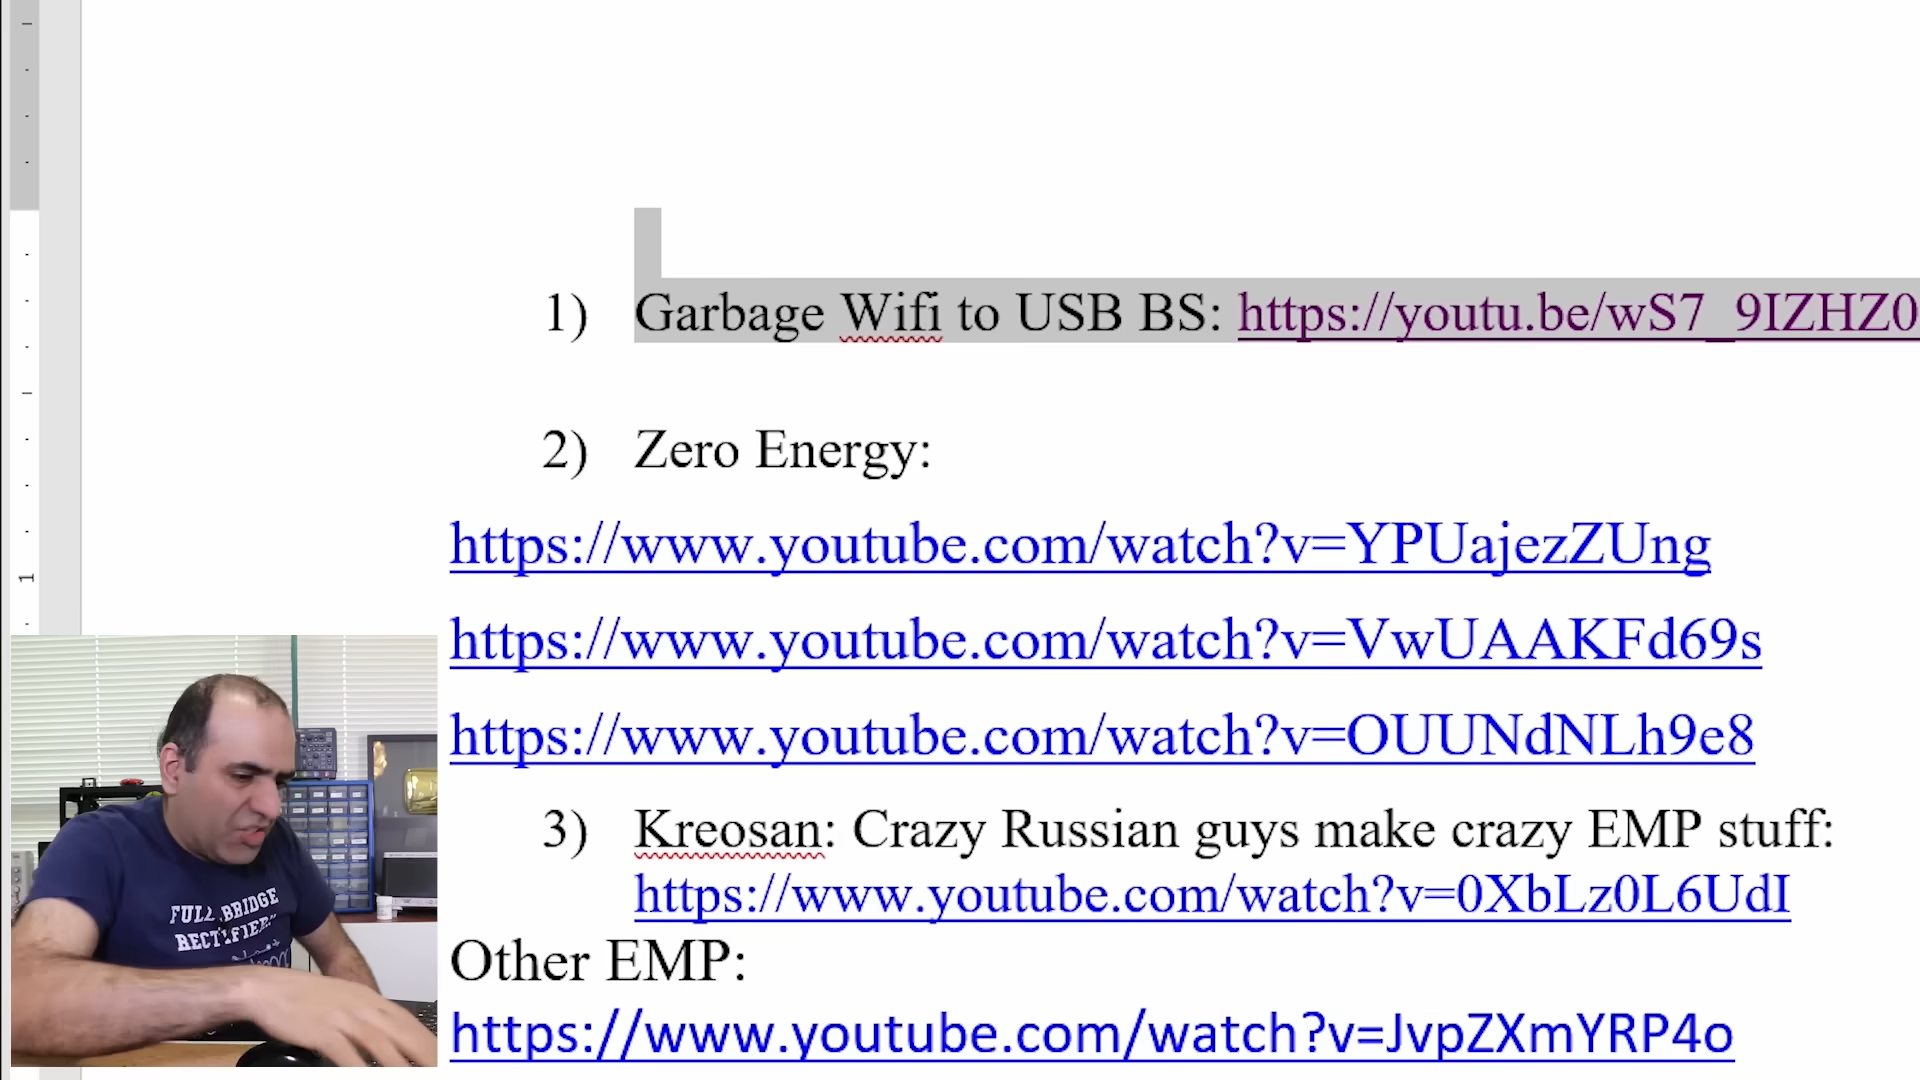 1) Garbage Wifi to USB BS: https://youtu.be/wS7_9IZHZ0
2) Zero Energy:
https://www.youtube.com/watch?v=YPUajezZUng
https://www.youtube.com/watch?v=VwUAAKFd69s
https://www.youtube.com/watch?v=OUUNdNLh9e8
3) Kreosan: Crazy Russian guys make crazy EMP stuff:
https://www.youtube.com/watch?v=0XbLz0L6UdI
Other EMP:
https://www.youtube.com/watch?v=JvpZXmYRP4o
1
FULL BRIDGE
RECTIFIER